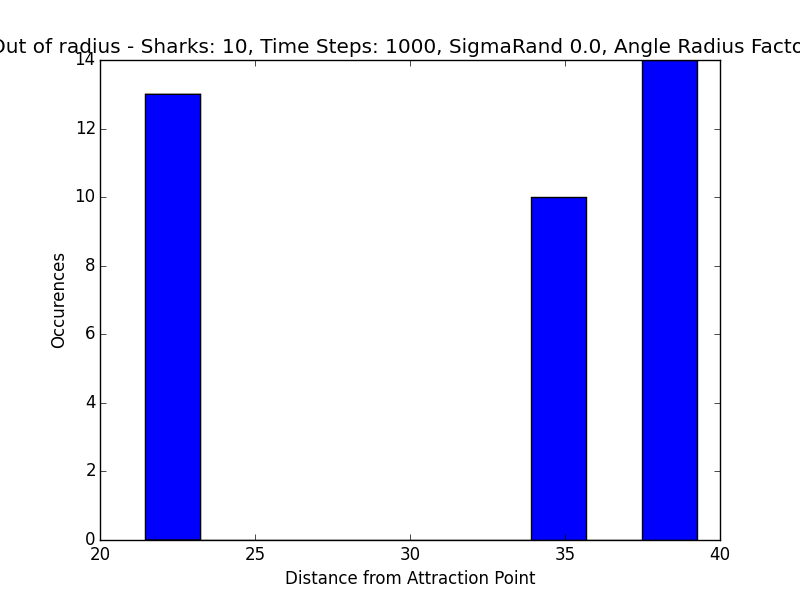 Out of radius - Sharks: 10, Time Steps: 1000, SigmaRand 0.0, Angle Radius Facto
14
12
10
8
6
4
2
0
Occurences
20 25 30 35 40
Distance from Attraction Point